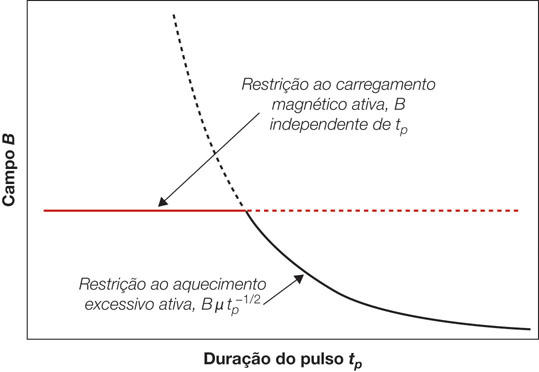 Restrição ao carregamento
magnético ativa, B
independente de tₚ
Restrição ao aquecimento
excessivo ativa, B μ tₚ⁻¹/²
Campo B
Duração do pulso tₚ